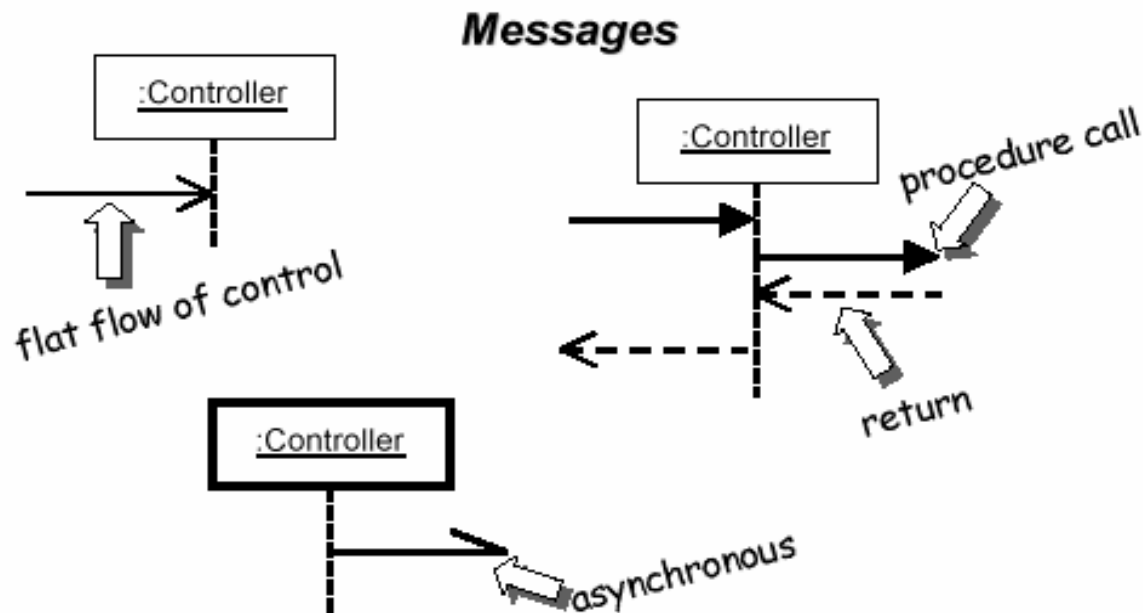 Messages
:Controller
flat flow of control
:Controller
procedure call
return
:Controller
asynchronous